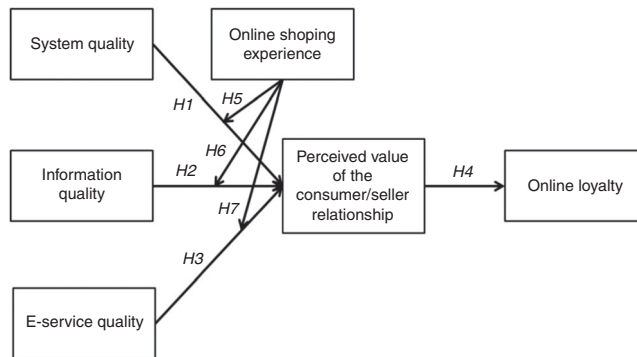 System quality
Online shoping
experience
H1
H5
H6
Information
quality
H2
Perceived value
of the
consumer/seller
relationship
H4
Online loyalty
H7
H3
E-service quality